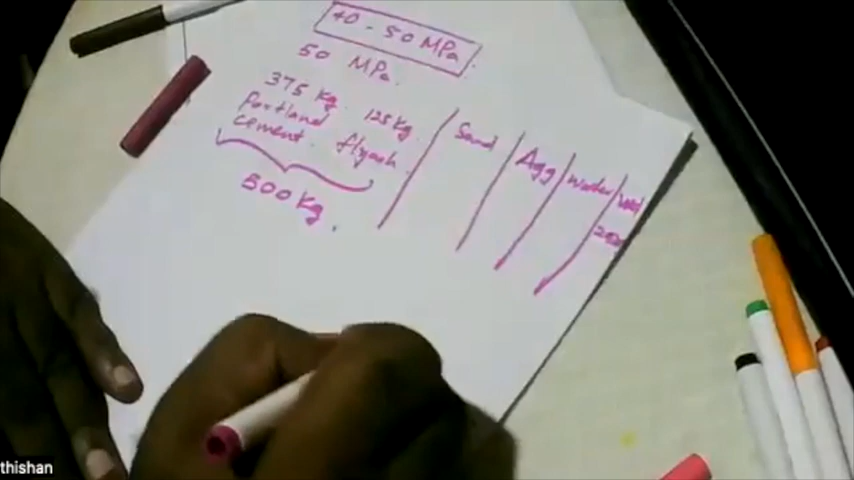 40 - 50 MPa
50 MPa.
375 Kg. 125 Kg.
Portland cement. flyash.
500 Kg.
Sand
Agg
Water
thishan